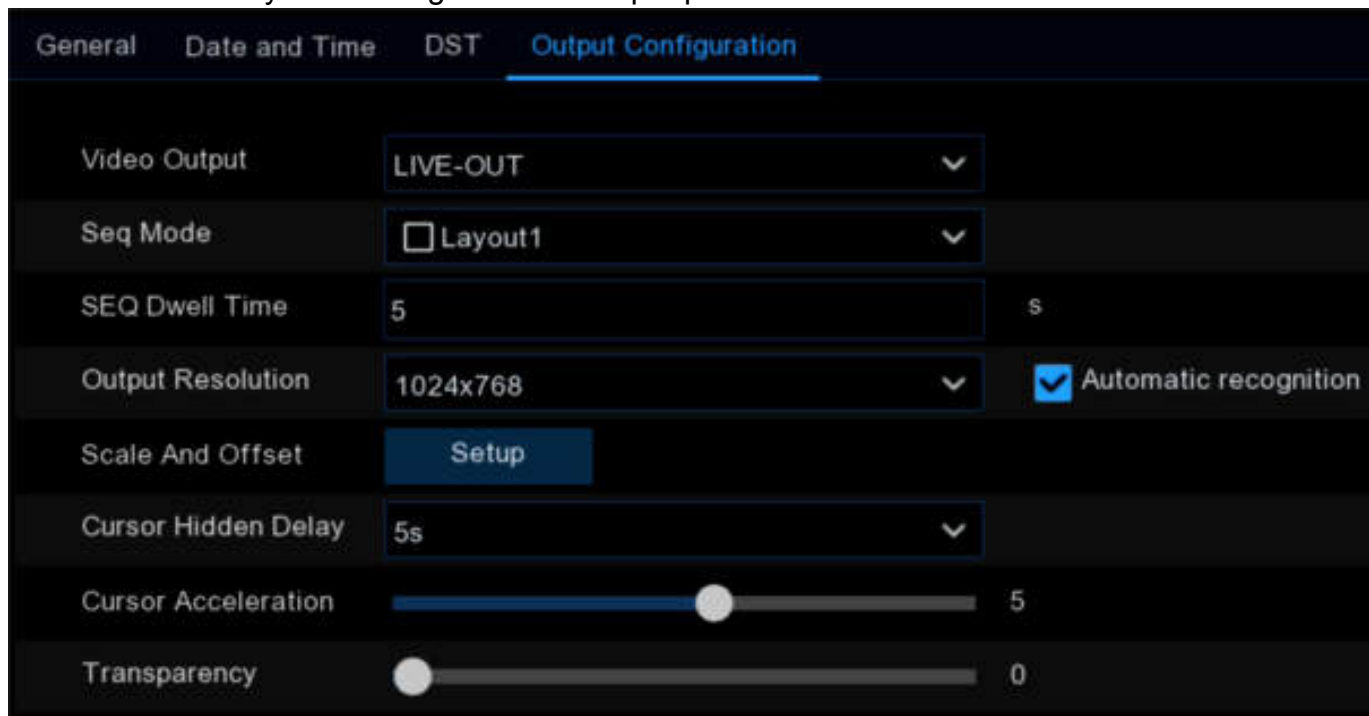 General Date and Time DST Output Configuration
Video Output LIVE-OUT
Seq Mode Layout1
SEQ Dwell Time 5 s
Output Resolution 1024x768 Automatic recognition
Scale And Offset Setup
Cursor Hidden Delay 5s
Cursor Acceleration 5
Transparency 0